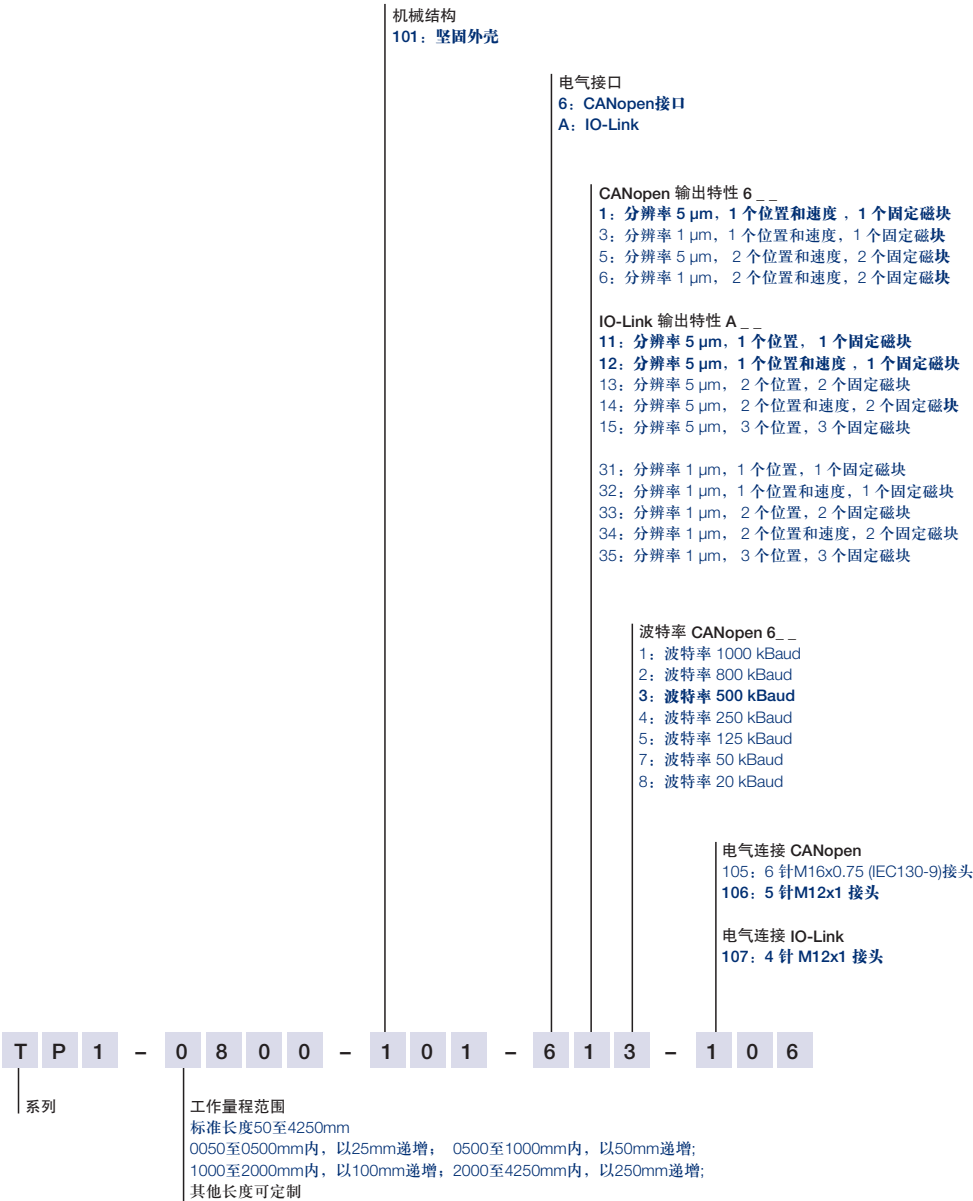 机械结构
101：坚固外壳
电气接口
6：CANopen接口
A：IO-Link
CANopen 输出特性 6 _ _
1：分辨率 5 µm，1 个位置和速度 ，1 个固定磁块
3：分辨率 1 µm，1 个位置和速度，1 个固定磁块
5：分辨率 5 µm， 2 个位置和速度，2 个固定磁块
6：分辨率 1 µm， 2 个位置和速度，2 个固定磁块
IO-Link 输出特性 A _ _
11：分辨率 5 µm，1 个位置， 1 个固定磁块
12：分辨率 5 µm，1 个位置和速度 ，1 个固定磁块
13：分辨率 5 µm， 2 个位置，2 个固定磁块
14：分辨率 5 µm， 2 个位置和速度，2 个固定磁块
15：分辨率 5 µm， 3 个位置，3 个固定磁块
31：分辨率 1 µm，1 个位置，1 个固定磁块
32：分辨率 1 µm，1 个位置和速度，1 个固定磁块
33：分辨率 1 µm， 2 个位置，2 个固定磁块
34：分辨率 1 µm， 2 个位置和速度，2 个固定磁块
35：分辨率 1 µm， 3 个位置，3 个固定磁块
波特率 CANopen 6_ _
1：波特率 1000 kBaud
2：波特率 800 kBaud
3：波特率 500 kBaud
4：波特率 250 kBaud
5：波特率 125 kBaud
7：波特率 50 kBaud
8：波特率 20 kBaud
电气连接 CANopen
105：6 针M16x0.75 (IEC130-9)接头
106：5 针M12x1 接头
电气连接 IO-Link
107：4 针 M12x1 接头
T P 1 – 0 8 0 0 – 1 0 1 – 6 1 3 – 1 0 6
系列
工作量程范围
标准长度50至4250mm
0050至0500mm内，以25mm递增； 0500至1000mm内，以50mm递增;
1000至2000mm内，以100mm递增；2000至4250mm内，以250mm递增;
其他长度可定制